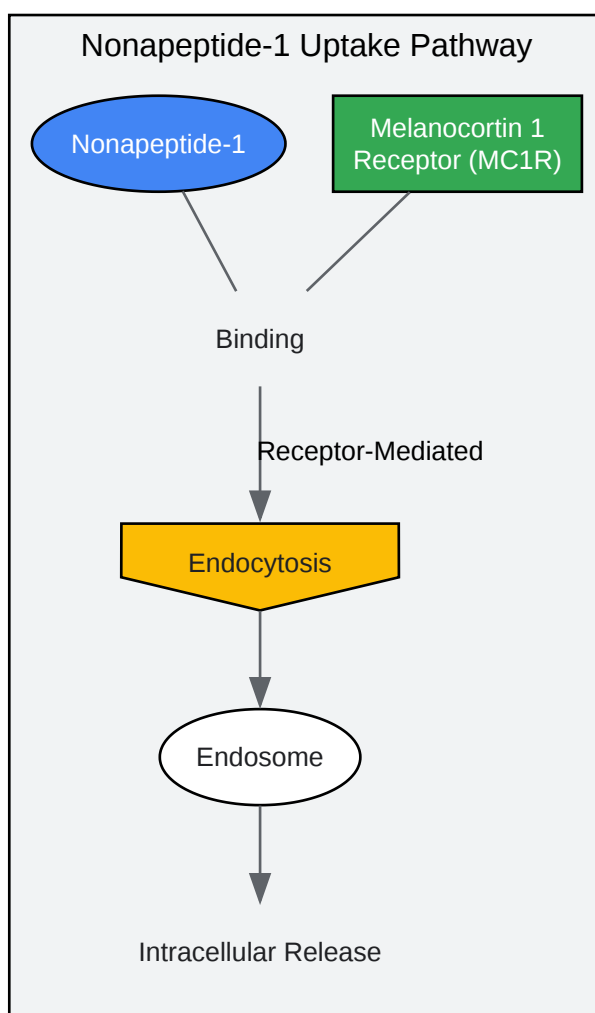 Nonapeptide-1 Uptake Pathway
Nonapeptide-1
Melanocortin 1
Receptor (MC1R)
Binding
Receptor-Mediated
Endocytosis
Endosome
Intracellular Release